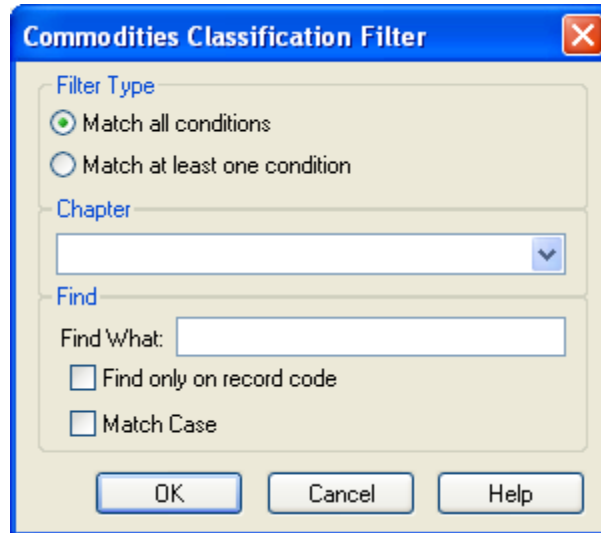 Commodities Classification Filter
Filter Type
Match all conditions
Match at least one condition
Chapter
Find
Find What:
Find only on record code
Match Case
OK Cancel Help